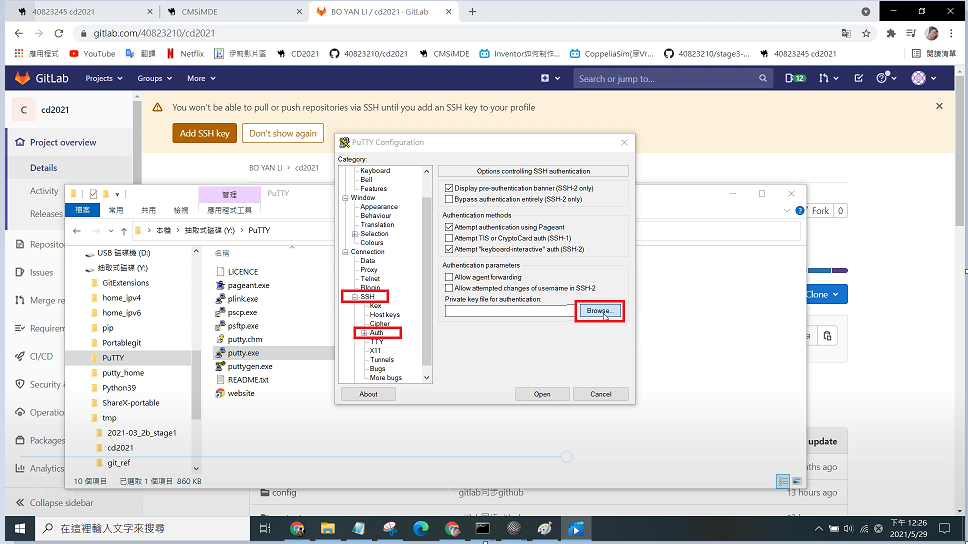 40823245 cd2021
CMSiMDE
BO YAN LI / cd2021 · GitLab
gitlab.com/40823210/cd2021
應用程式
YouTube
翻譯
Netflix
伊莉影片區
CD2021
40823210/cd2021
CMSiMDE
Inventor如何制作...
CoppeliaSim(原Vr...
40823210/stage3-...
40823245 cd2021
閱讀清單
GitLab
Projects
Groups
More
Search or jump to...
12
C
cd2021
You won't be able to pull or push repositories via SSH until you add an SSH key to your profile
Add SSH key
Don't show again
Project overview
Details
Activity
Releases
Issues
CI/CD
Packages
Analytics
Collapse sidebar
BO YAN LI › cd2021
Fork
0
Clone
update
config
gitlab同步github
13 hours ago
管理
PuTTY
檔案
常用
共用
檢視
應用程式工具
本機
抽取式磁碟 (Y:)
PuTTY
USB 磁碟機 (D:)
抽取式磁碟 (Y:)
GitExtensions
home_ipv4
home_ipv6
pip
Portablegit
PuTTY
putty_home
Python39
ShareX-portable
tmp
2021-03_2b_stage1
cd2021
git_ref
名稱
LICENCE
pageant.exe
plink.exe
pscp.exe
psftp.exe
putty.chm
putty.exe
puttygen.exe
README.txt
website
10 個項目
已選取 1 個項目 860 KB
PuTTY Configuration
Category:
Keyboard
Bell
Features
Window
Appearance
Behaviour
Translation
Selection
Colours
Connection
Data
Proxy
Telnet
Rlogin
SSH
Kex
Host keys
Cipher
Auth
TTY
X11
Tunnels
Bugs
More bugs
Options controlling SSH authentication
Display pre-authentication banner (SSH-2 only)
Bypass authentication entirely (SSH-2 only)
Authentication methods
Attempt authentication using Pageant
Attempt TIS or CryptoCard auth (SSH-1)
Attempt "keyboard-interactive" auth (SSH-2)
Authentication parameters
Allow agent forwarding
Allow attempted changes of username in SSH-2
Private key file for authentication:
Browse...
About
Open
Cancel
在這裡輸入文字來搜尋
下午 12:26
2021/5/29